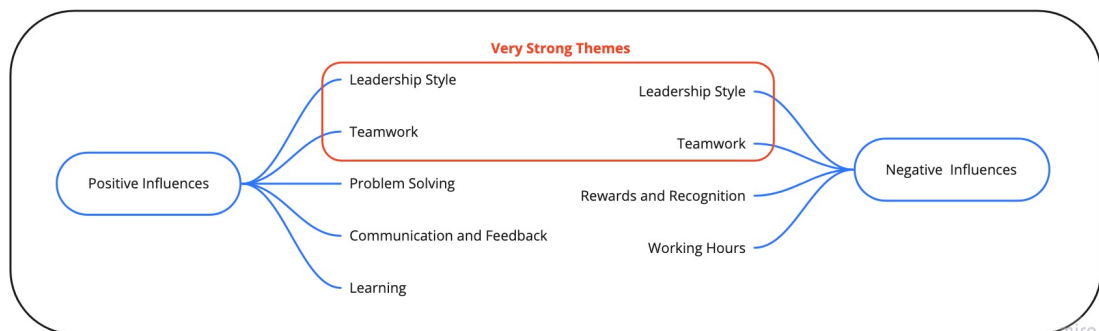 Very Strong Themes
Leadership Style
Teamwork
Positive Influences
Problem Solving
Communication and Feedback
Learning
Leadership Style
Teamwork
Negative  Influences
Rewards and Recognition
Working Hours
miro